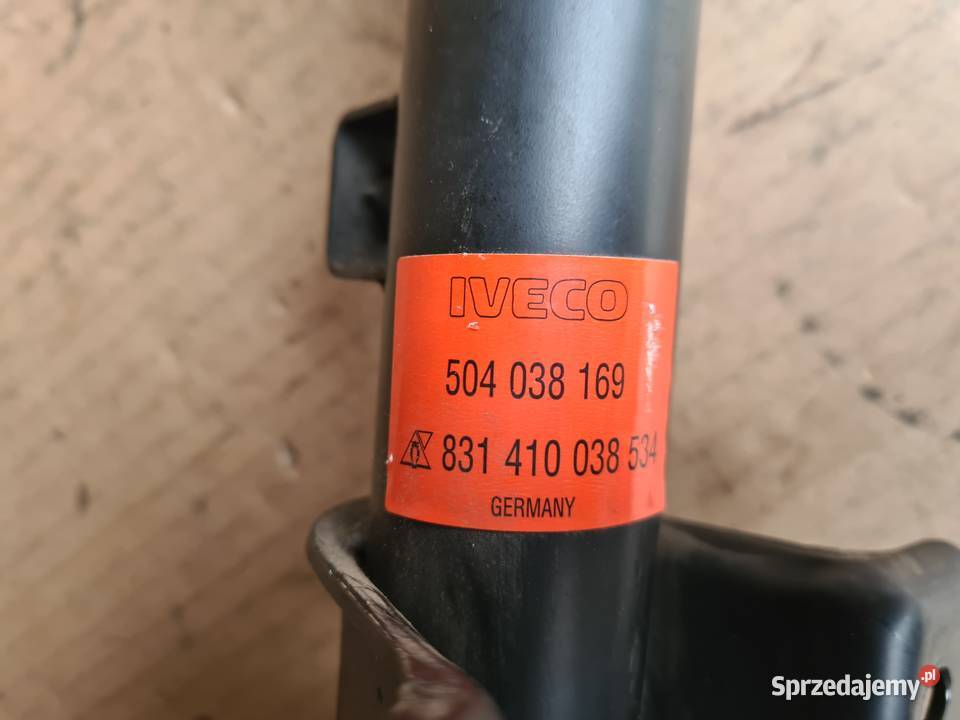 IVECO
504 038 169
831 410 038 534
GERMANY
Sprzedajemy.pl